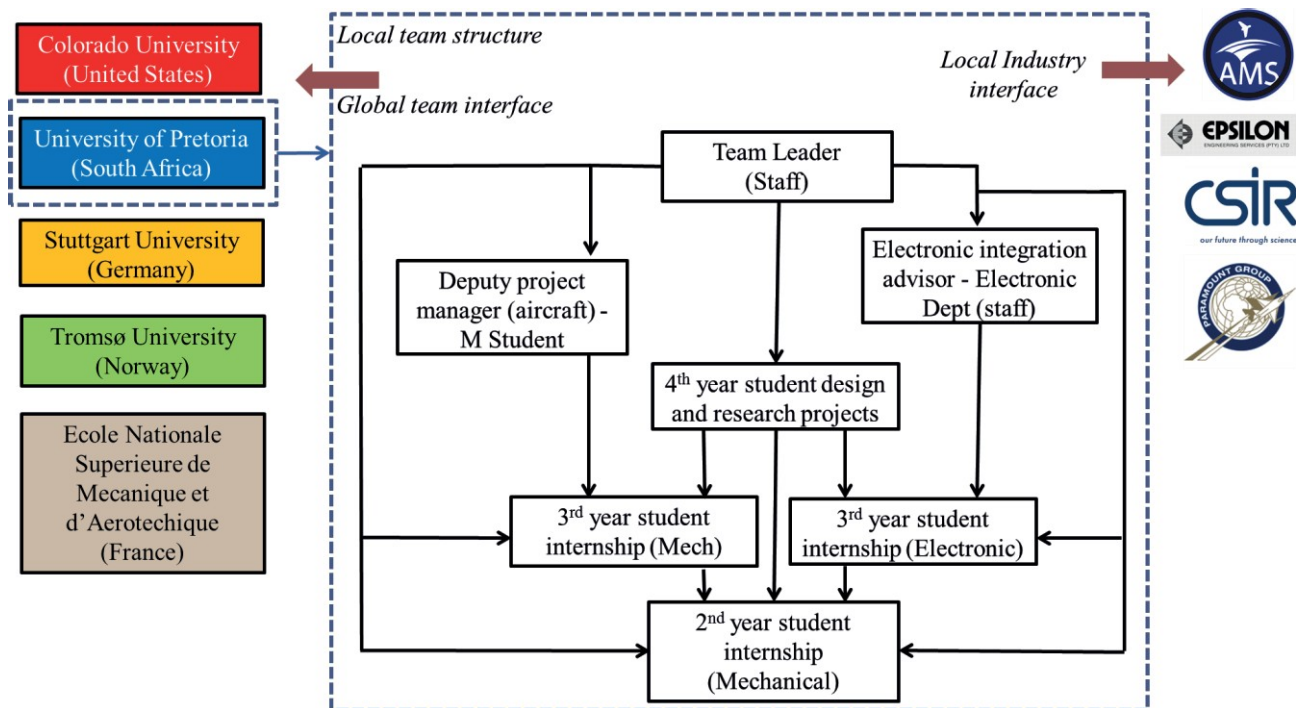 Colorado University
(United States)
University of Pretoria
(South Africa)
Stuttgart University
(Germany)
Tromsø University
(Norway)
Ecole Nationale
Superieure de
Mecanique et
d’Aerotechique
(France)
Local team structure
Global team interface
Local Industry
interface
Team Leader
(Staff)
Deputy project
manager (aircraft) -
M Student
Electronic integration
advisor - Electronic
Dept (staff)
4th year student design
and research projects
3rd year student
internship (Mech)
3rd year student
internship (Electronic)
2nd year student
internship
(Mechanical)
AMS
EPSILON
ENGINEERING SERVICES (PTY) LTD
CSIR
our future through science
PARAMOUNT GROUP